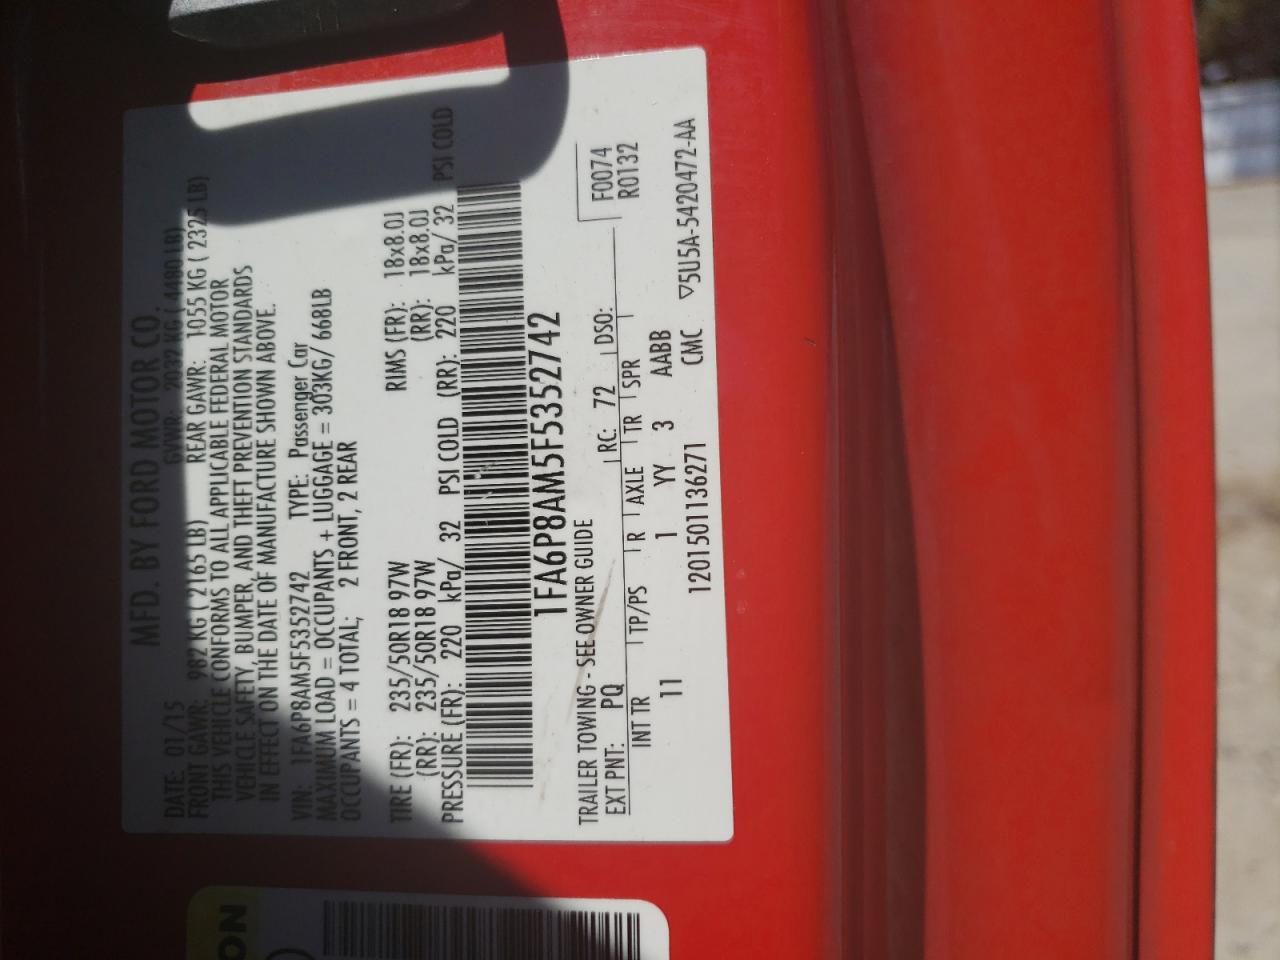 MFD. BY FORD MOTOR CO.
DATE: 01/15 GVWR: 2032 KG ( 4480 LB)
FRONT GAWR: 982 KG ( 2165 LB) REAR GAWR: 1055 KG ( 2325 LB)
THIS VEHICLE CONFORMS TO ALL APPLICABLE FEDERAL MOTOR
VEHICLE SAFETY, BUMPER, AND THEFT PREVENTION STANDARDS
IN EFFECT ON THE DATE OF MANUFACTURE SHOWN ABOVE.
VIN: 1FA6P8AM5F5352742 TYPE: Passenger Car
MAXIMUM LOAD = OCCUPANTS + LUGGAGE = 303KG/ 668LB
OCCUPANTS = 4 TOTAL; 2 FRONT, 2 REAR
TIRE (FR): 235/50R18 97W RIMS (FR): 18x8.0J
(RR): 235/50R18 97W (RR): 18x8.0J
PRESSURE (FR): 220 kPa/ 32 PSI COLD (RR): 220 kPa/ 32 PSI COLD
1FA6P8AM5F5352742
TRAILER TOWING - SEE OWNER GUIDE
F0074
EXT PNT: PQ RC: 72 DSO: R0132
INT TR TP/PS R AXLE TR SPR
11 1 YY 3 AABB
1201501136271 CMC ▽5U5A-5420472-AA
ON